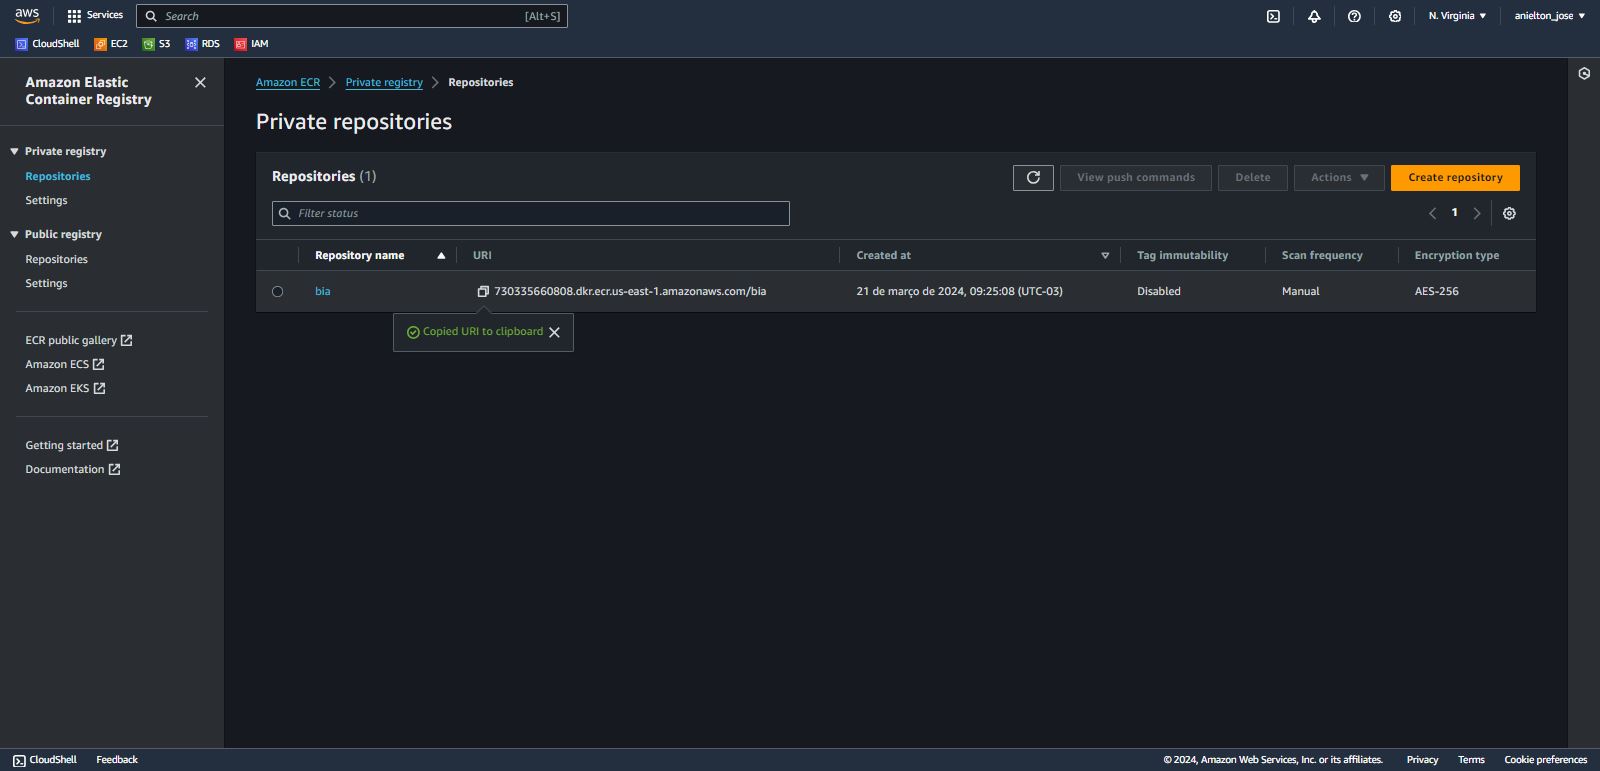 aws
Services
Search
[Alt+S]
N. Virginia
anielton_jose
CloudShell
EC2
S3
RDS
IAM
Amazon Elastic
Container Registry
Private registry
Repositories
Settings
Public registry
Repositories
Settings
ECR public gallery
Amazon ECS
Amazon EKS
Getting started
Documentation
Amazon ECR
Private registry
Repositories
Private repositories
Repositories (1)
View push commands
Delete
Actions
Create repository
Filter status
1
Repository name
URI
Created at
Tag immutability
Scan frequency
Encryption type
bia
730335660808.dkr.ecr.us-east-1.amazonaws.com/bia
21 de março de 2024, 09:25:08 (UTC-03)
Disabled
Manual
AES-256
Copied URI to clipboard
CloudShell
Feedback
© 2024, Amazon Web Services, Inc. or its affiliates.
Privacy
Terms
Cookie preferences